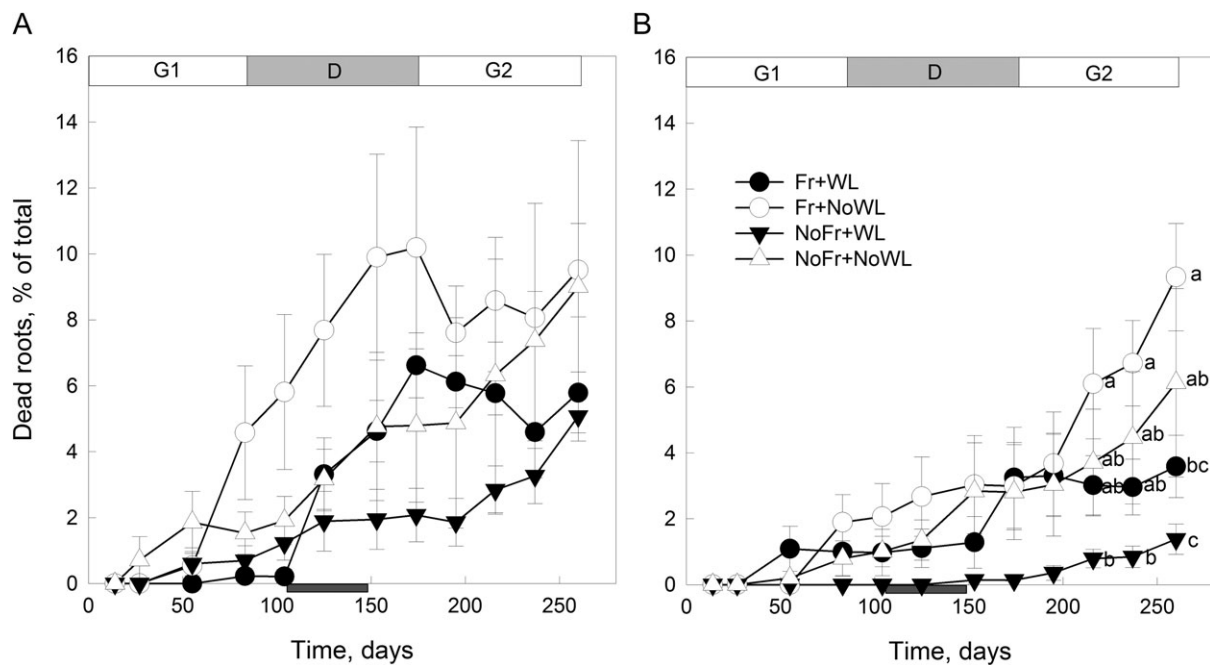 A
G1 D G2
16
14
12
10
8
6
4
2
0
Dead roots, % of total
0 50 100 150 200 250
Time, days
B
G1 D G2
16
14
12
10
8
6
4
2
0
Fr+WL
Fr+NoWL
NoFr+WL
NoFr+NoWL
a
a
a
ab
ab
ab
ab
ab
bc
b
b
c
0 50 100 150 200 250
Time, days